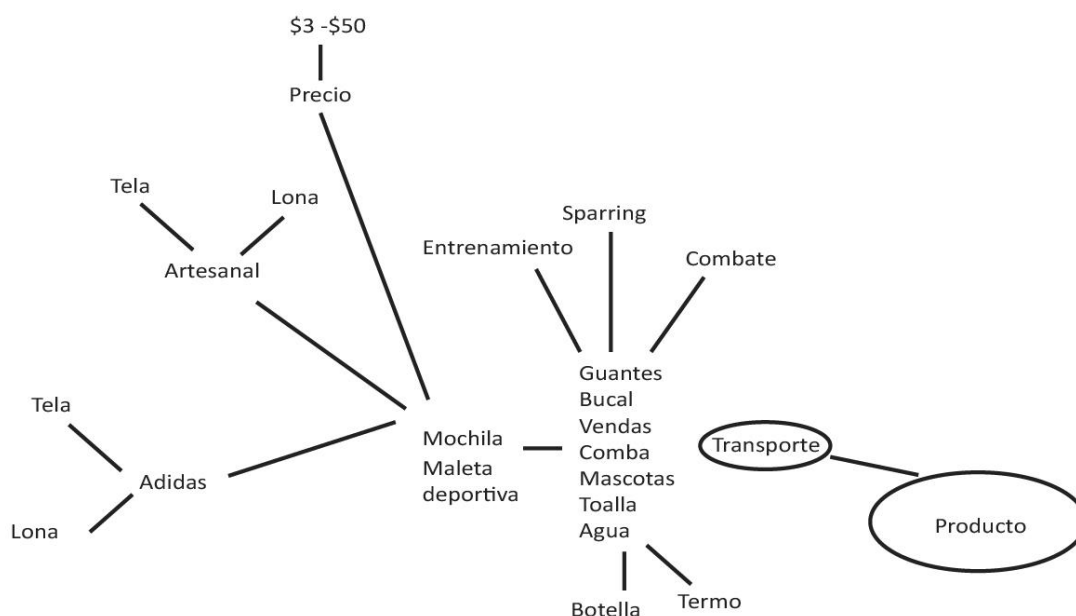 $3 -$50
Precio
Tela
Lona
Artesanal
Sparring
Entrenamiento
Combate
Guantes
Bucal
Vendas
Comba
Mascotas
Toalla
Agua
Tela
Adidas
Lona
Mochila
Maleta
deportiva
Transporte
Producto
Botella
Termo